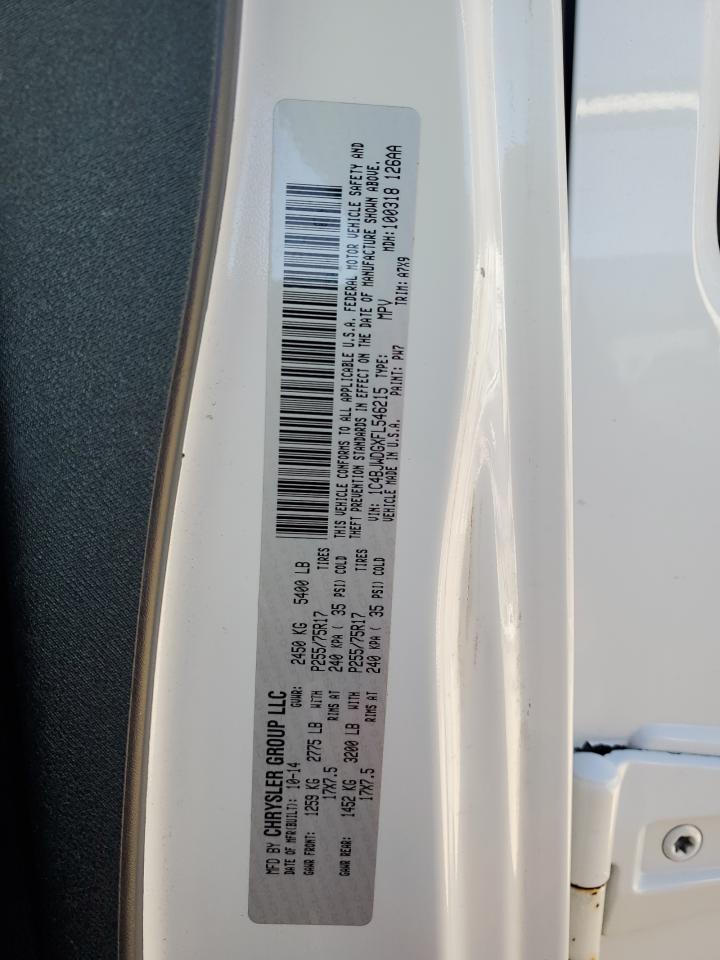 MFD BY CHRYSLER GROUP LLC
DATE OF MFR(BUILT): 10-14 GVWR: 2450 KG 5400 LB
GAWR FRONT: 1259 KG 2775 LB WITH P255/75R17 TIRES
17X7.5 RIMS AT 240 KPA ( 35 PSI) COLD
GAWR REAR: 1452 KG 3200 LB WITH P255/75R17 TIRES
17X7.5 RIMS AT 240 KPA ( 35 PSI) COLD
THIS VEHICLE CONFORMS TO ALL APPLICABLE U.S.A. FEDERAL MOTOR VEHICLE SAFETY AND
THEFT PREVENTION STANDARDS IN EFFECT ON THE DATE OF MANUFACTURE SHOWN ABOVE.
VIN: 1C4BJWDGXFL546215 TYPE: MPV MDH:100318 126AA
VEHICLE MADE IN U.S.A. PAINT: PW7 TRIM: A7X9